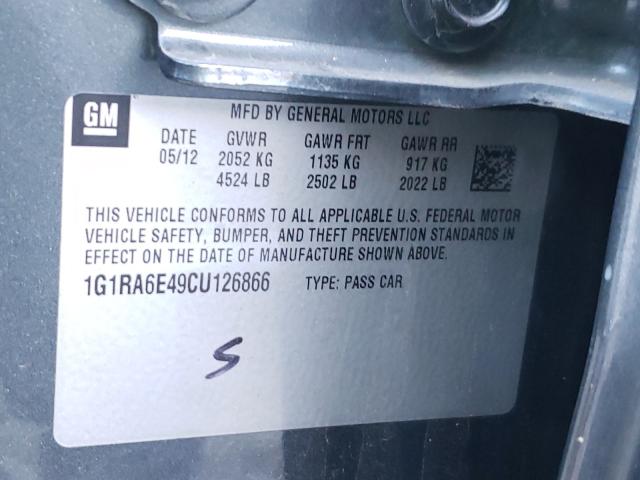 GM
MFD BY GENERAL MOTORS LLC
DATE GVWR GAWR FRT GAWR RR
05/12 2052 KG 1135 KG 917 KG
4524 LB 2502 LB 2022 LB
THIS VEHICLE CONFORMS TO ALL APPLICABLE U.S. FEDERAL MOTOR
VEHICLE SAFETY, BUMPER, AND THEFT PREVENTION STANDARDS IN
EFFECT ON THE DATE OF MANUFACTURE SHOWN ABOVE.
1G1RA6E49CU126866 TYPE: PASS CAR
S